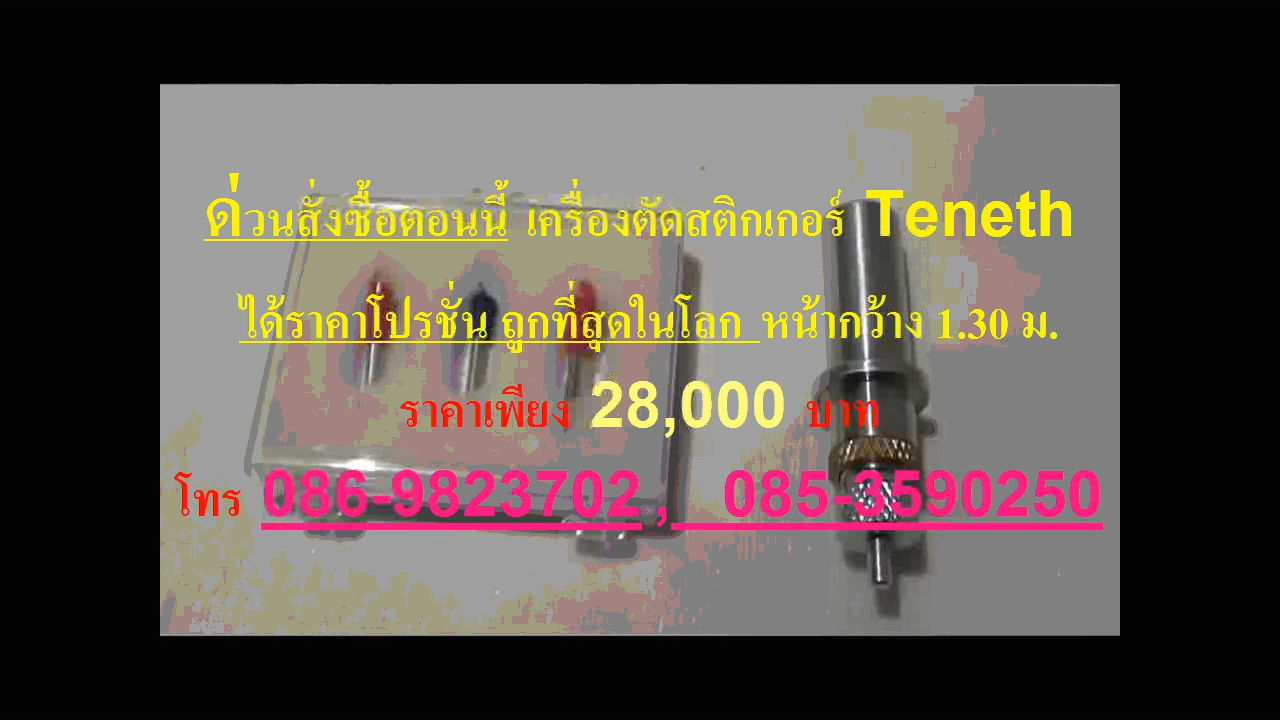 ด่วนสั่งซื้อตอนนี้ เครื่องตัดสติกเกอร์ Teneth
ได้ราคาโปรชั่น ถูกที่สุดในโลก หน้ากว้าง 1.30 ม.
ราคาเพียง 28,000 บาท
โทร 086-9823702 , 085-3590250